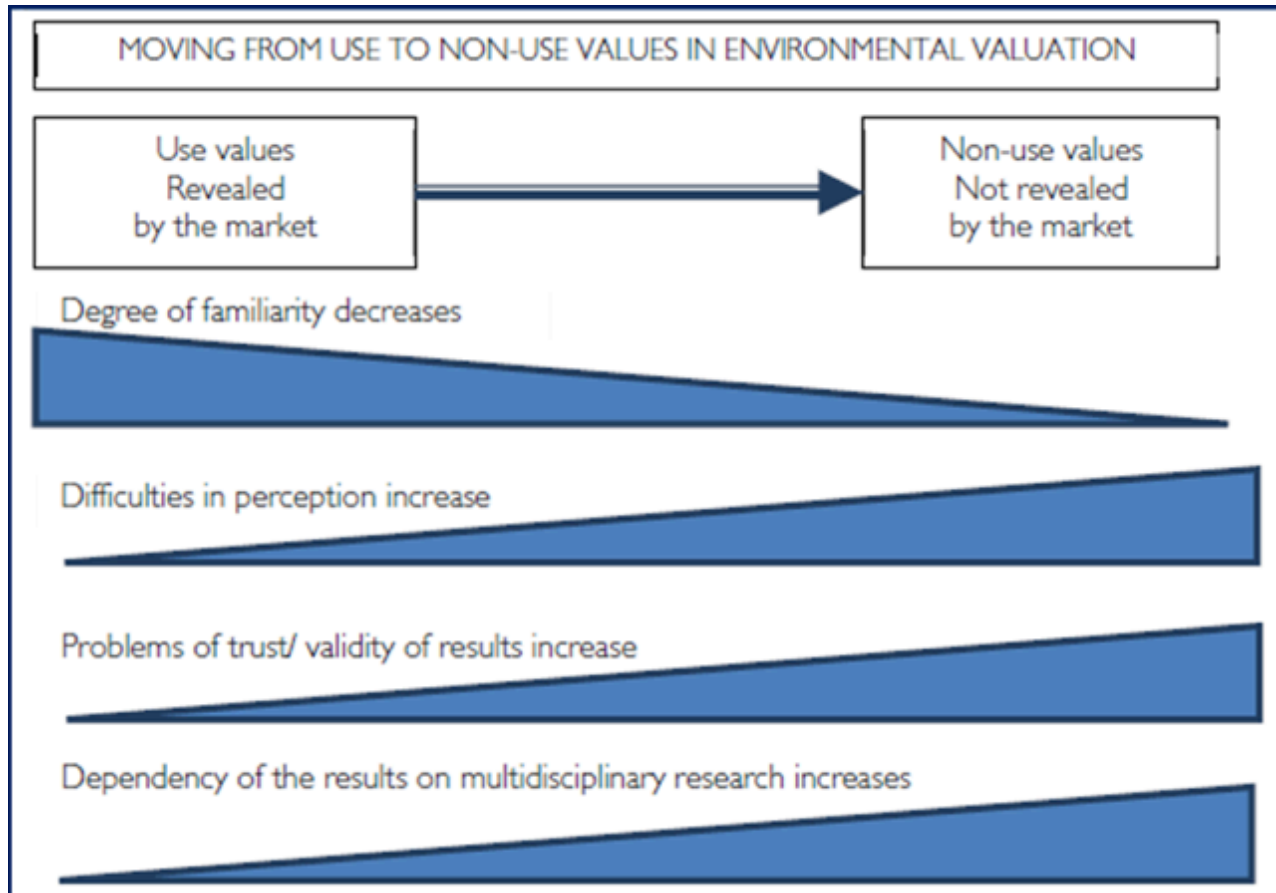 MOVING FROM USE TO NON-USE VALUES IN ENVIRONMENTAL VALUATION
Use values
Revealed
by the market
Non-use values
Not revealed
by the market
Degree of familiarity decreases
Difficulties in perception increase
Problems of trust/ validity of results increase
Dependency of the results on multidisciplinary research increases